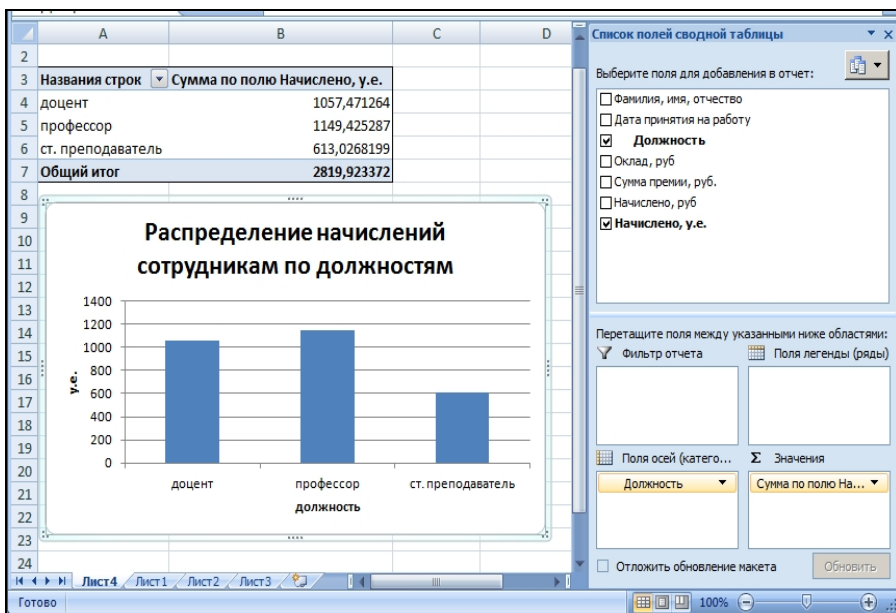 A B C D
2
3 Названия строк Сумма по полю Начислено, у.е.
4 доцент 1057,471264
5 профессор 1149,425287
6 ст. преподаватель 613,0268199
7 Общий итог 2819,923372
8
9
10
11
12
13
14
15
16
17
18
19
20
21
22
23
24
Распределение начислений
сотрудникам по должностям
1400
1200
1000
800
600
400
200
0
у.е.
доцент профессор ст. преподаватель
должность
Лист4 Лист1 Лист2 Лист3
Готово
100%
Список полей сводной таблицы
Выберите поля для добавления в отчет:
Фамилия, имя, отчество
Дата принятия на работу
Должность
Оклад, руб
Сумма премии, руб.
Начислено, руб
Начислено, у.е.
Перетащите поля между указанными ниже областями:
Фильтр отчета Поля легенды (ряды)
Поля осей (катего... Σ Значения
Должность Сумма по полю На...
Отложить обновление макета Обновить